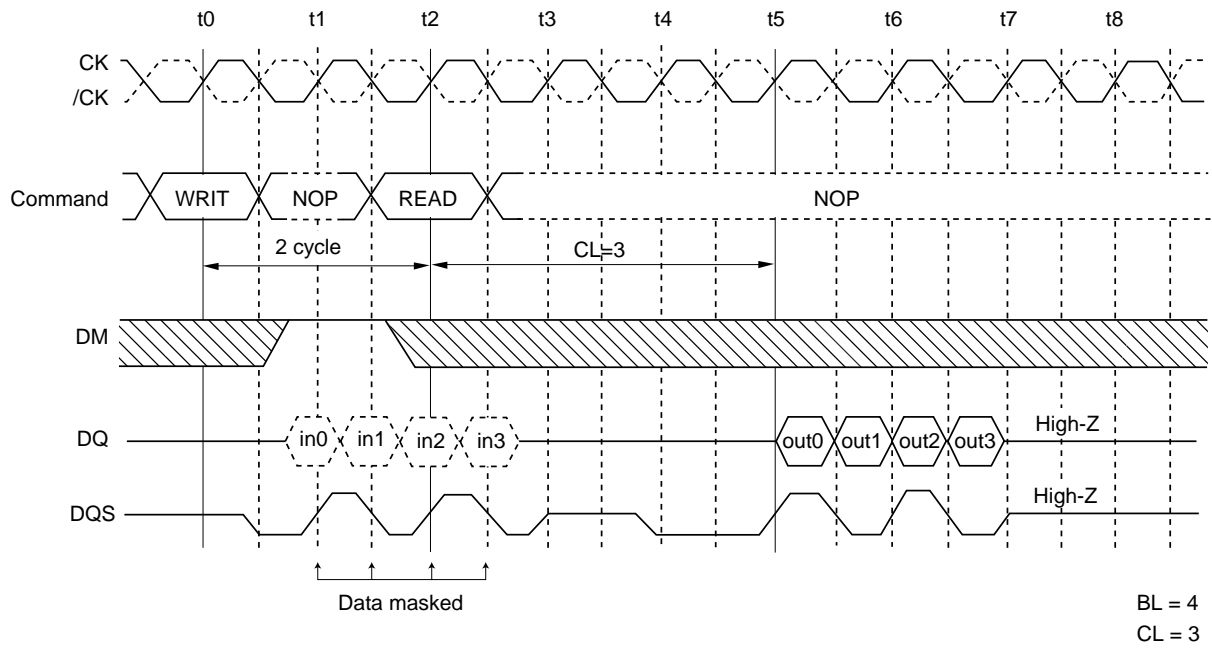 t0 t1 t2 t3 t4 t5 t6 t7 t8
CK
/CK
Command WRIT NOP READ NOP
2 cycle CL=3
DM
DQ in0 in1 in2 in3 out0 out1 out2 out3 High-Z
DQS High-Z
Data masked
BL = 4
CL = 3